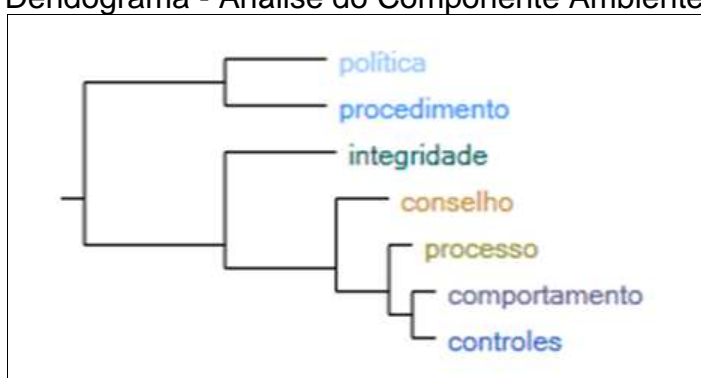 Dendograma - Análise do Componente Ambiente
política
procedimento
integridade
conselho
processo
comportamento
controles